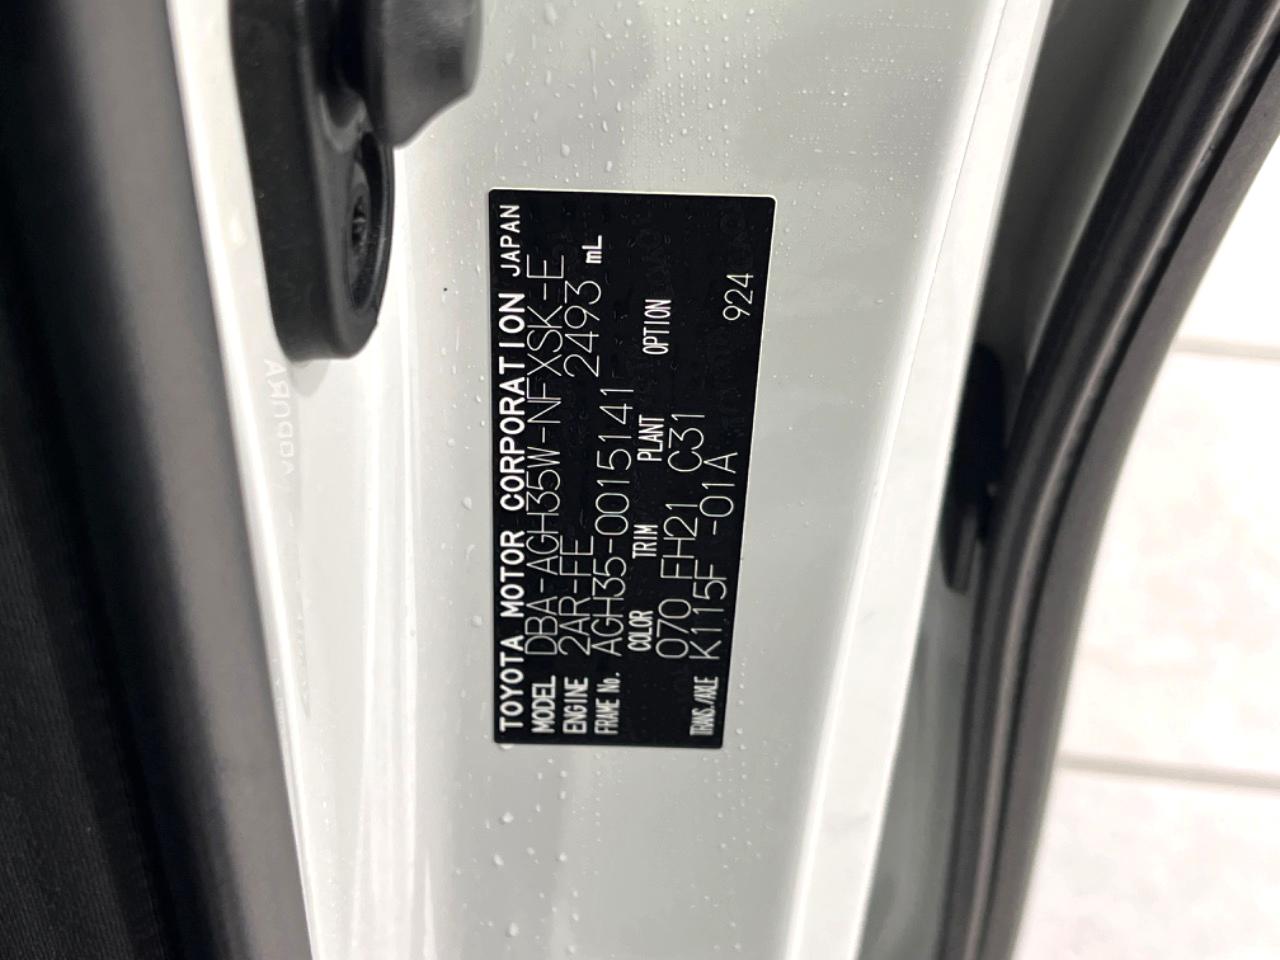 TOYOTA MOTOR CORPORATION JAPAN
MODEL DBA-AGH35W-NFXSK-E
ENGINE 2AR-FE 2493 mL
FRAME No. AGH35-0015141
COLOR TRIM PLANT OPTION
070 FH21 C31
TRANS./AXLE K115F -01A 924